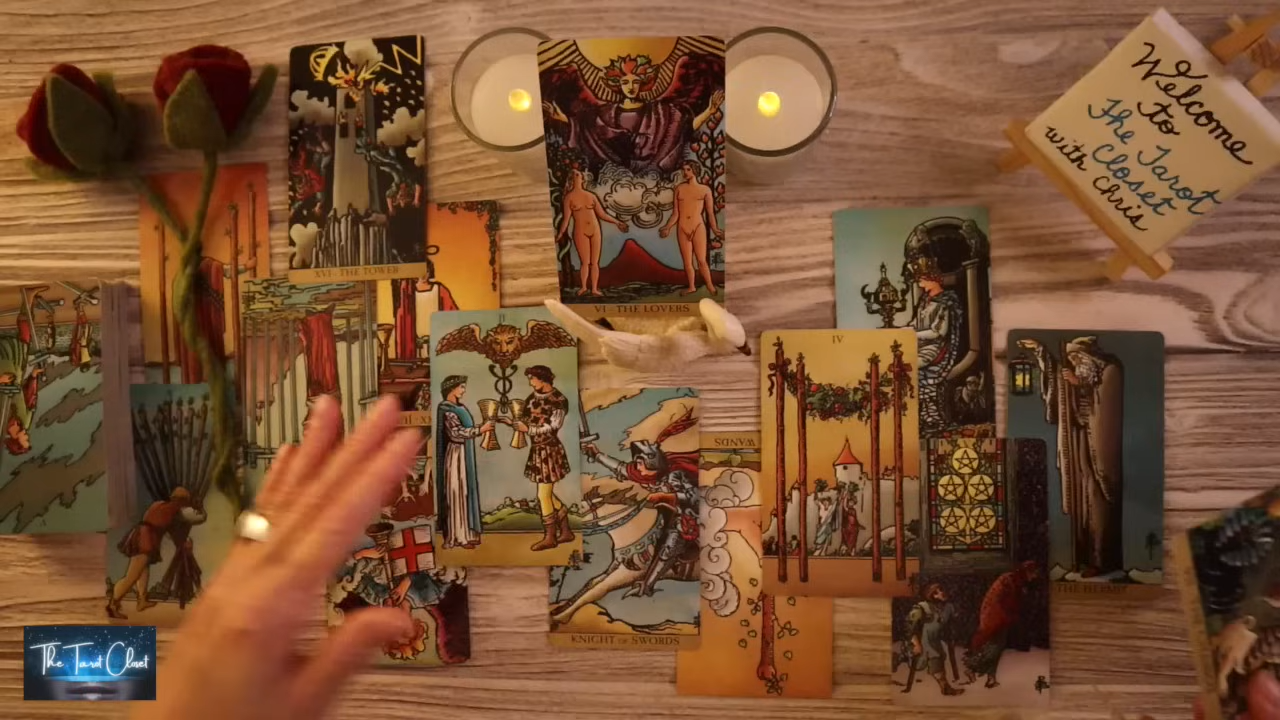 Welcome
to
The Tarot
Closet
with Chris
XVI · THE TOWER
VI · THE LOVERS
II
IV
WANDS
KNIGHT OF SWORDS
THE HERMIT
The Tarot Closet